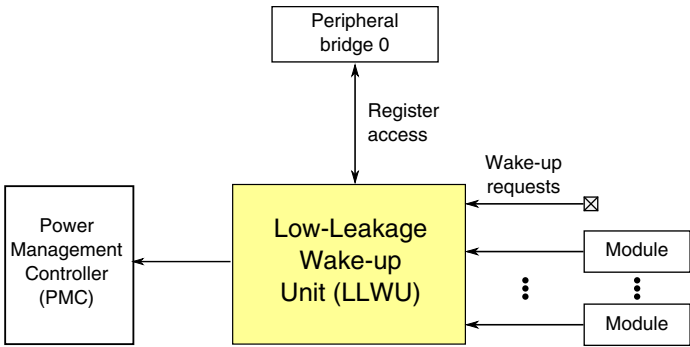 Peripheral
bridge 0
Register
access
Wake-up
requests
Power
Management
Controller
(PMC)
Low-Leakage
Wake-up
Unit (LLWU)
Module
Module